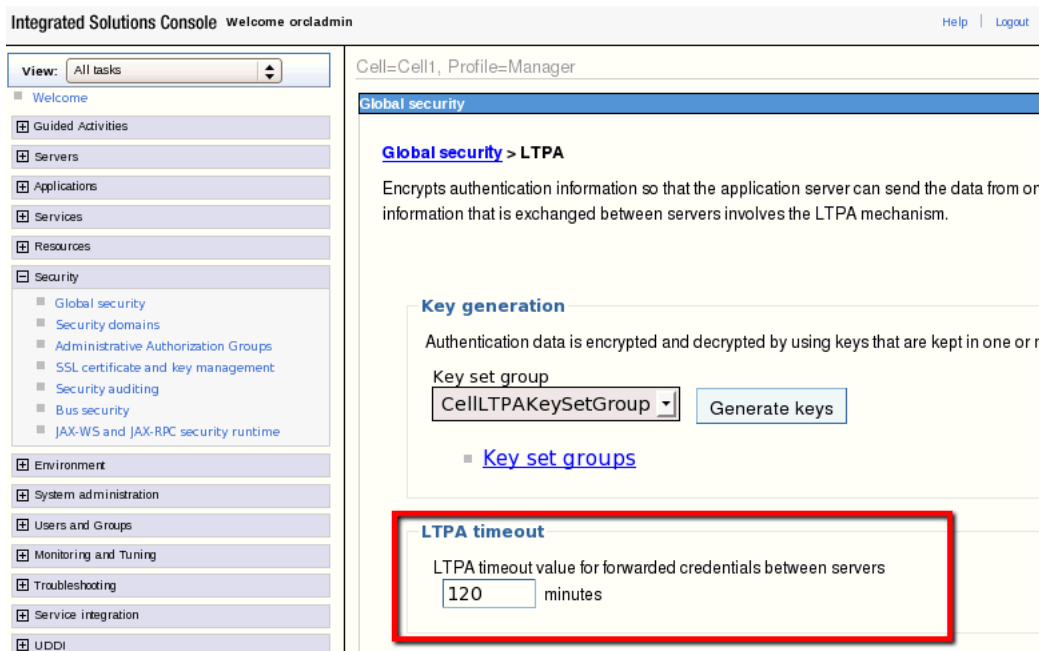 Integrated Solutions Console Welcome orcladmin
Help | Logout
View: All tasks
Welcome
Guided Activities
Servers
Applications
Services
Resources
Security
Global security
Security domains
Administrative Authorization Groups
SSL certificate and key management
Security auditing
Bus security
JAX-WS and JAX-RPC security runtime
Environment
System administration
Users and Groups
Monitoring and Tuning
Troubleshooting
Service integration
UDDI
Cell=Cell1, Profile=Manager
Global security
Global security > LTPA
Encrypts authentication information so that the application server can send the data from
information that is exchanged between servers involves the LTPA mechanism.
Key generation
Authentication data is encrypted and decrypted by using keys that are kept in one or
Key set group
CellLTPAKeySetGroup
Generate keys
Key set groups
LTPA timeout
LTPA timeout value for forwarded credentials between servers
120 minutes